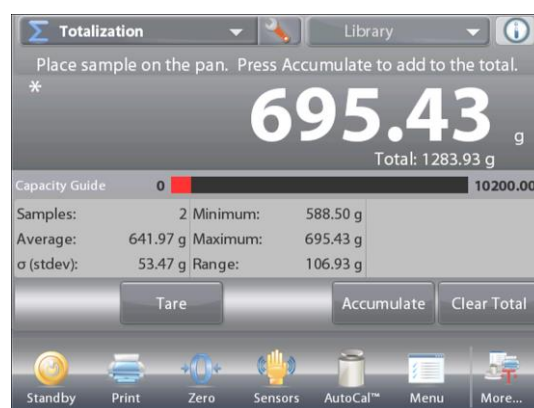 Σ Totalization Library
Place sample on the pan. Press Accumulate to add to the total.
*
695.43 g
Total: 1283.93 g
Capacity Guide 0 10200.00
Samples: 2 Minimum: 588.50 g
Average: 641.97 g Maximum: 695.43 g
σ (stdev): 53.47 g Range: 106.93 g
Tare Accumulate Clear Total
Standby Print Zero Sensors AutoCal™ Menu More...